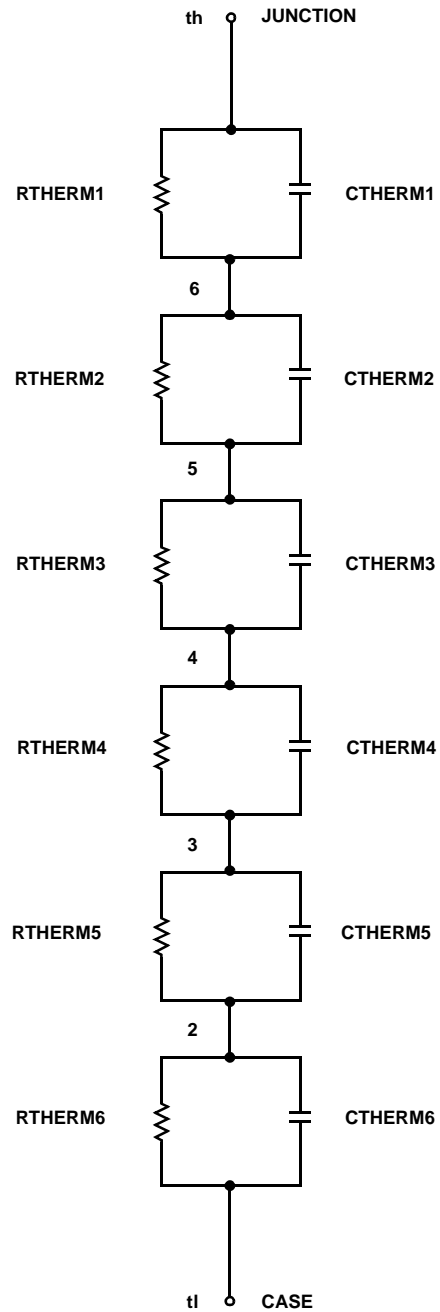 th JUNCTION
RTHERM1 CTHERM1
6
RTHERM2 CTHERM2
5
RTHERM3 CTHERM3
4
RTHERM4 CTHERM4
3
RTHERM5 CTHERM5
2
RTHERM6 CTHERM6
tl CASE